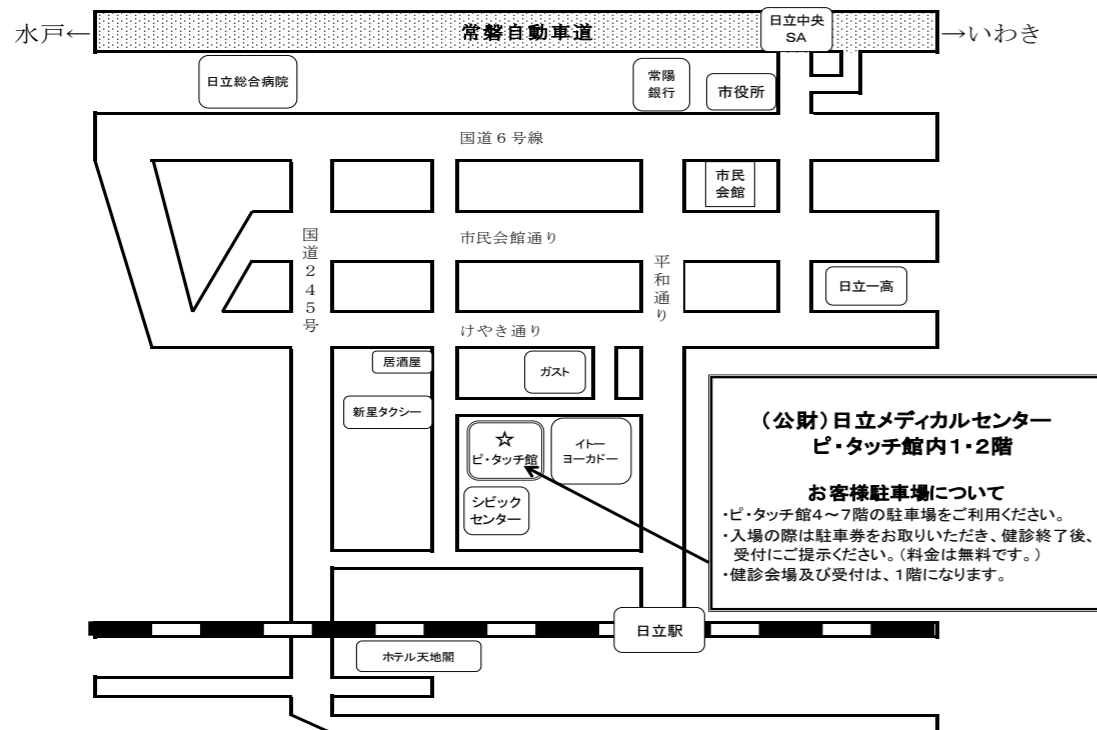 水戸←
常磐自動車道
日立中央
SA
→いわき
日立総合病院
常陽
銀行
市役所
国道6号線
市民
会館
国道245号
市民会館通り
平和通り
日立一高
けやき通り
居酒屋
ガスト
新星タクシー
☆
ピ・タッチ館
イトー
ヨーカドー
シビック
センター
(公財)日立メディカルセンター
ピ・タッチ館内1・2階
お客様駐車場について
・ピ・タッチ館4~7階の駐車場をご利用ください。
・入場の際は駐車券をお取りいただき、健診終了後、
受付にご提示ください。(料金は無料です。)
・健診会場及び受付は、1階になります。
日立駅
ホテル天地閣